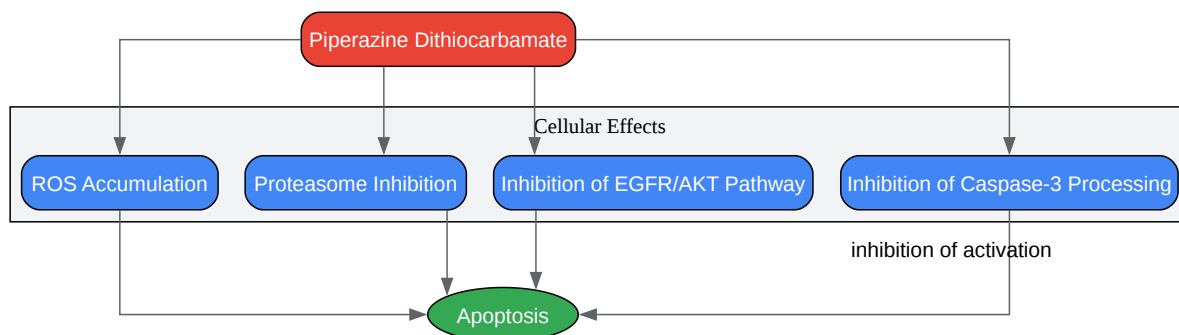 Piperazine Dithiocarbamate
Cellular Effects
ROS Accumulation
Proteasome Inhibition
Inhibition of EGFR/AKT Pathway
Inhibition of Caspase-3 Processing
inhibition of activation
Apoptosis